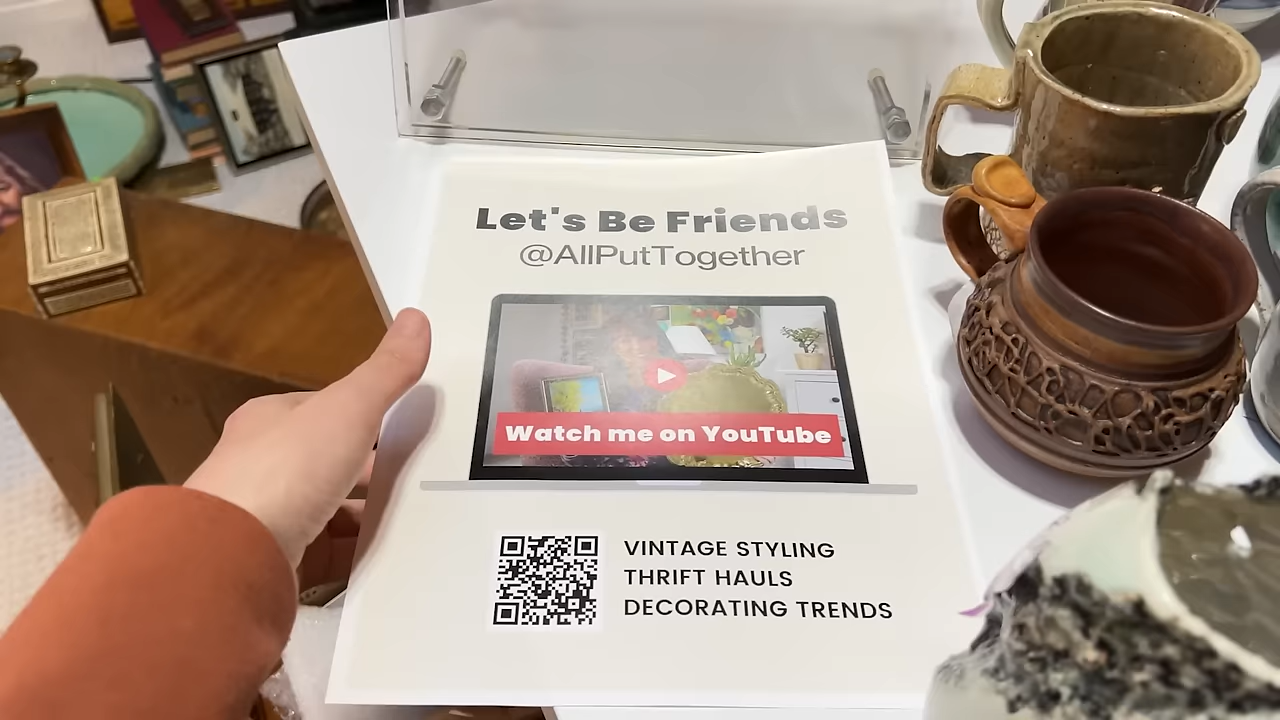 Let's Be Friends
@AllPutTogether
Watch me on YouTube
VINTAGE STYLING
THRIFT HAULS
DECORATING TRENDS